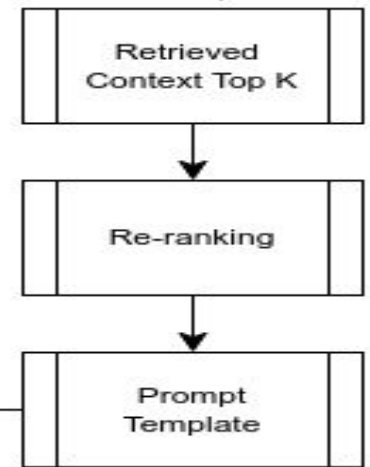 Retrieved
Context Top K
Re-ranking
Prompt
Template